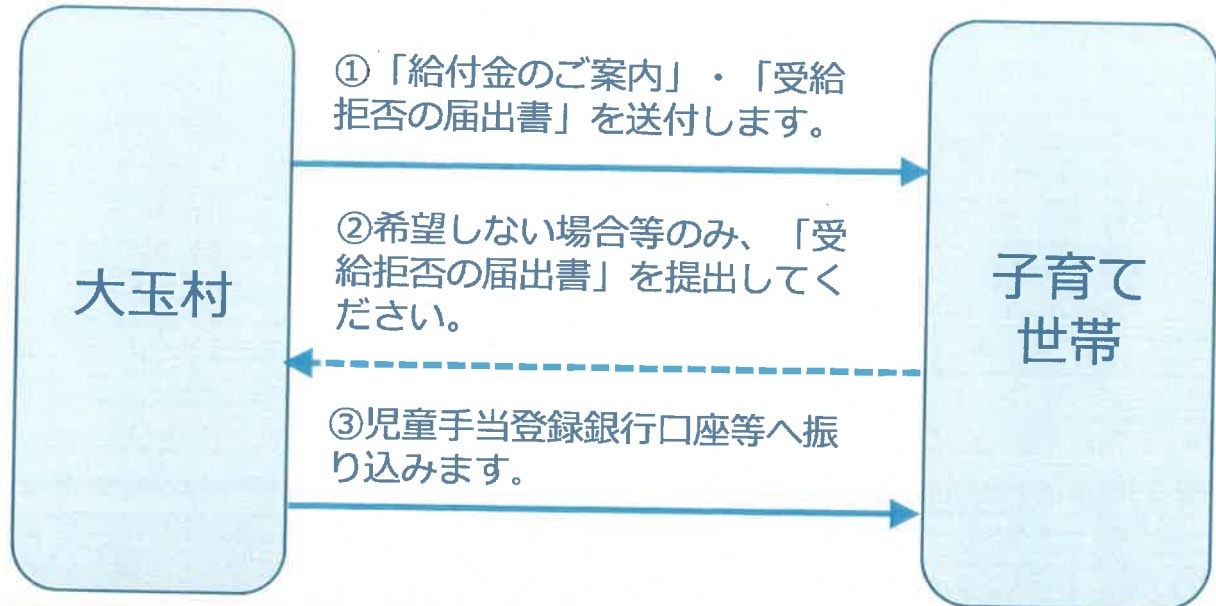 大玉村
①「給付金のご案内」・「受給
拒否の届出書」を送付します。
②希望しない場合等のみ、「受
給拒否の届出書」を提出してく
ださい。
③児童手当登録銀行口座等へ振
り込みます。
子育て
世帯